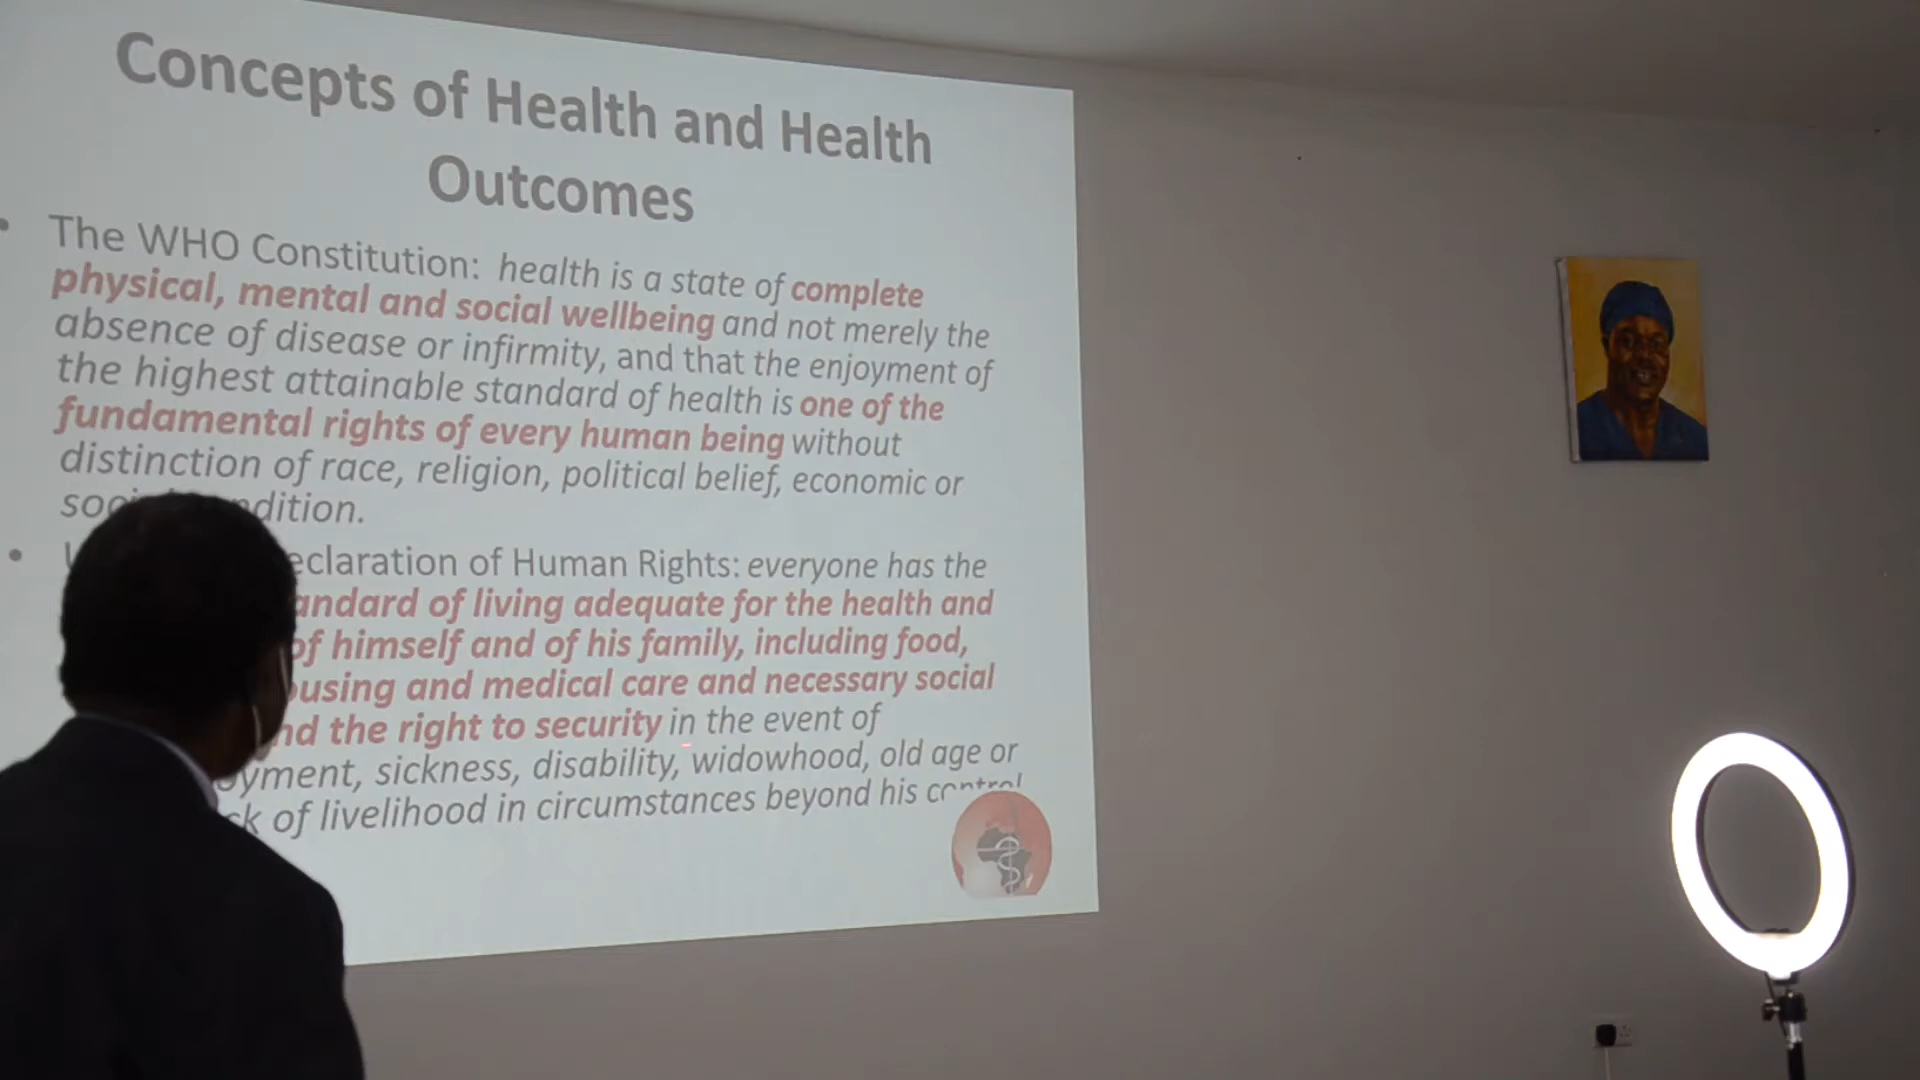 Concepts of Health and Health
Outcomes
• The WHO Constitution: health is a state of complete
physical, mental and social wellbeing and not merely the
absence of disease or infirmity, and that the enjoyment of
the highest attainable standard of health is one of the
fundamental rights of every human being without
distinction of race, religion, political belief, economic or
dition.
• eclaration of Human Rights: everyone has the
andard of living adequate for the health and
of himself and of his family, including food,
ousing and medical care and necessary social
nd the right to security in the event of
oyment, sickness, disability, widowhood, old age or
ck of livelihood in circumstances beyond his control